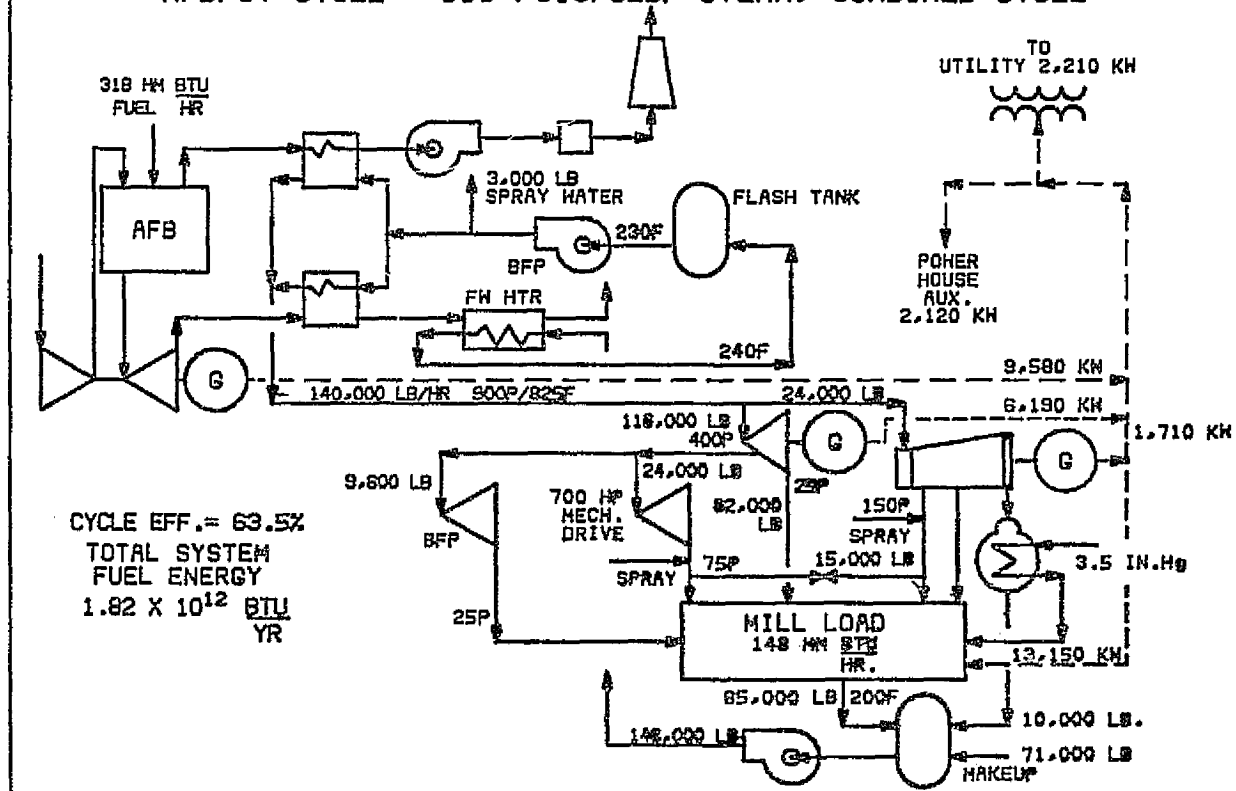 TO
UTILITY 2,210 KW
318 MM BTU
FUEL HR
3,000 LB
SPRAY WATER
FLASH TANK
AFB
230F
BFP
POWER
HOUSE
AUX.
2,120 KW
FW HTR
240F
G
9,580 KW
140,000 LB/HR 900P/825F
24,000 LB
6,190 KW
116,000 LB
400P
G
1,710 KW
G
9,600 LB
24,000 LB
25P
700 HP
MECH.
DRIVE
82,000
LB
150P
SPRAY
BFP
CYCLE EFF.= 63.5%
TOTAL SYSTEM
FUEL ENERGY
1.82 X 10¹² BTU
YR
SPRAY
75P
15,000 LB
3.5 IN.Hg
25P
MILL LOAD
148 MM BTU
HR.
13,150 KW
85,000 LB 200F
10,000 LB.
71,000 LB
MAKEUP